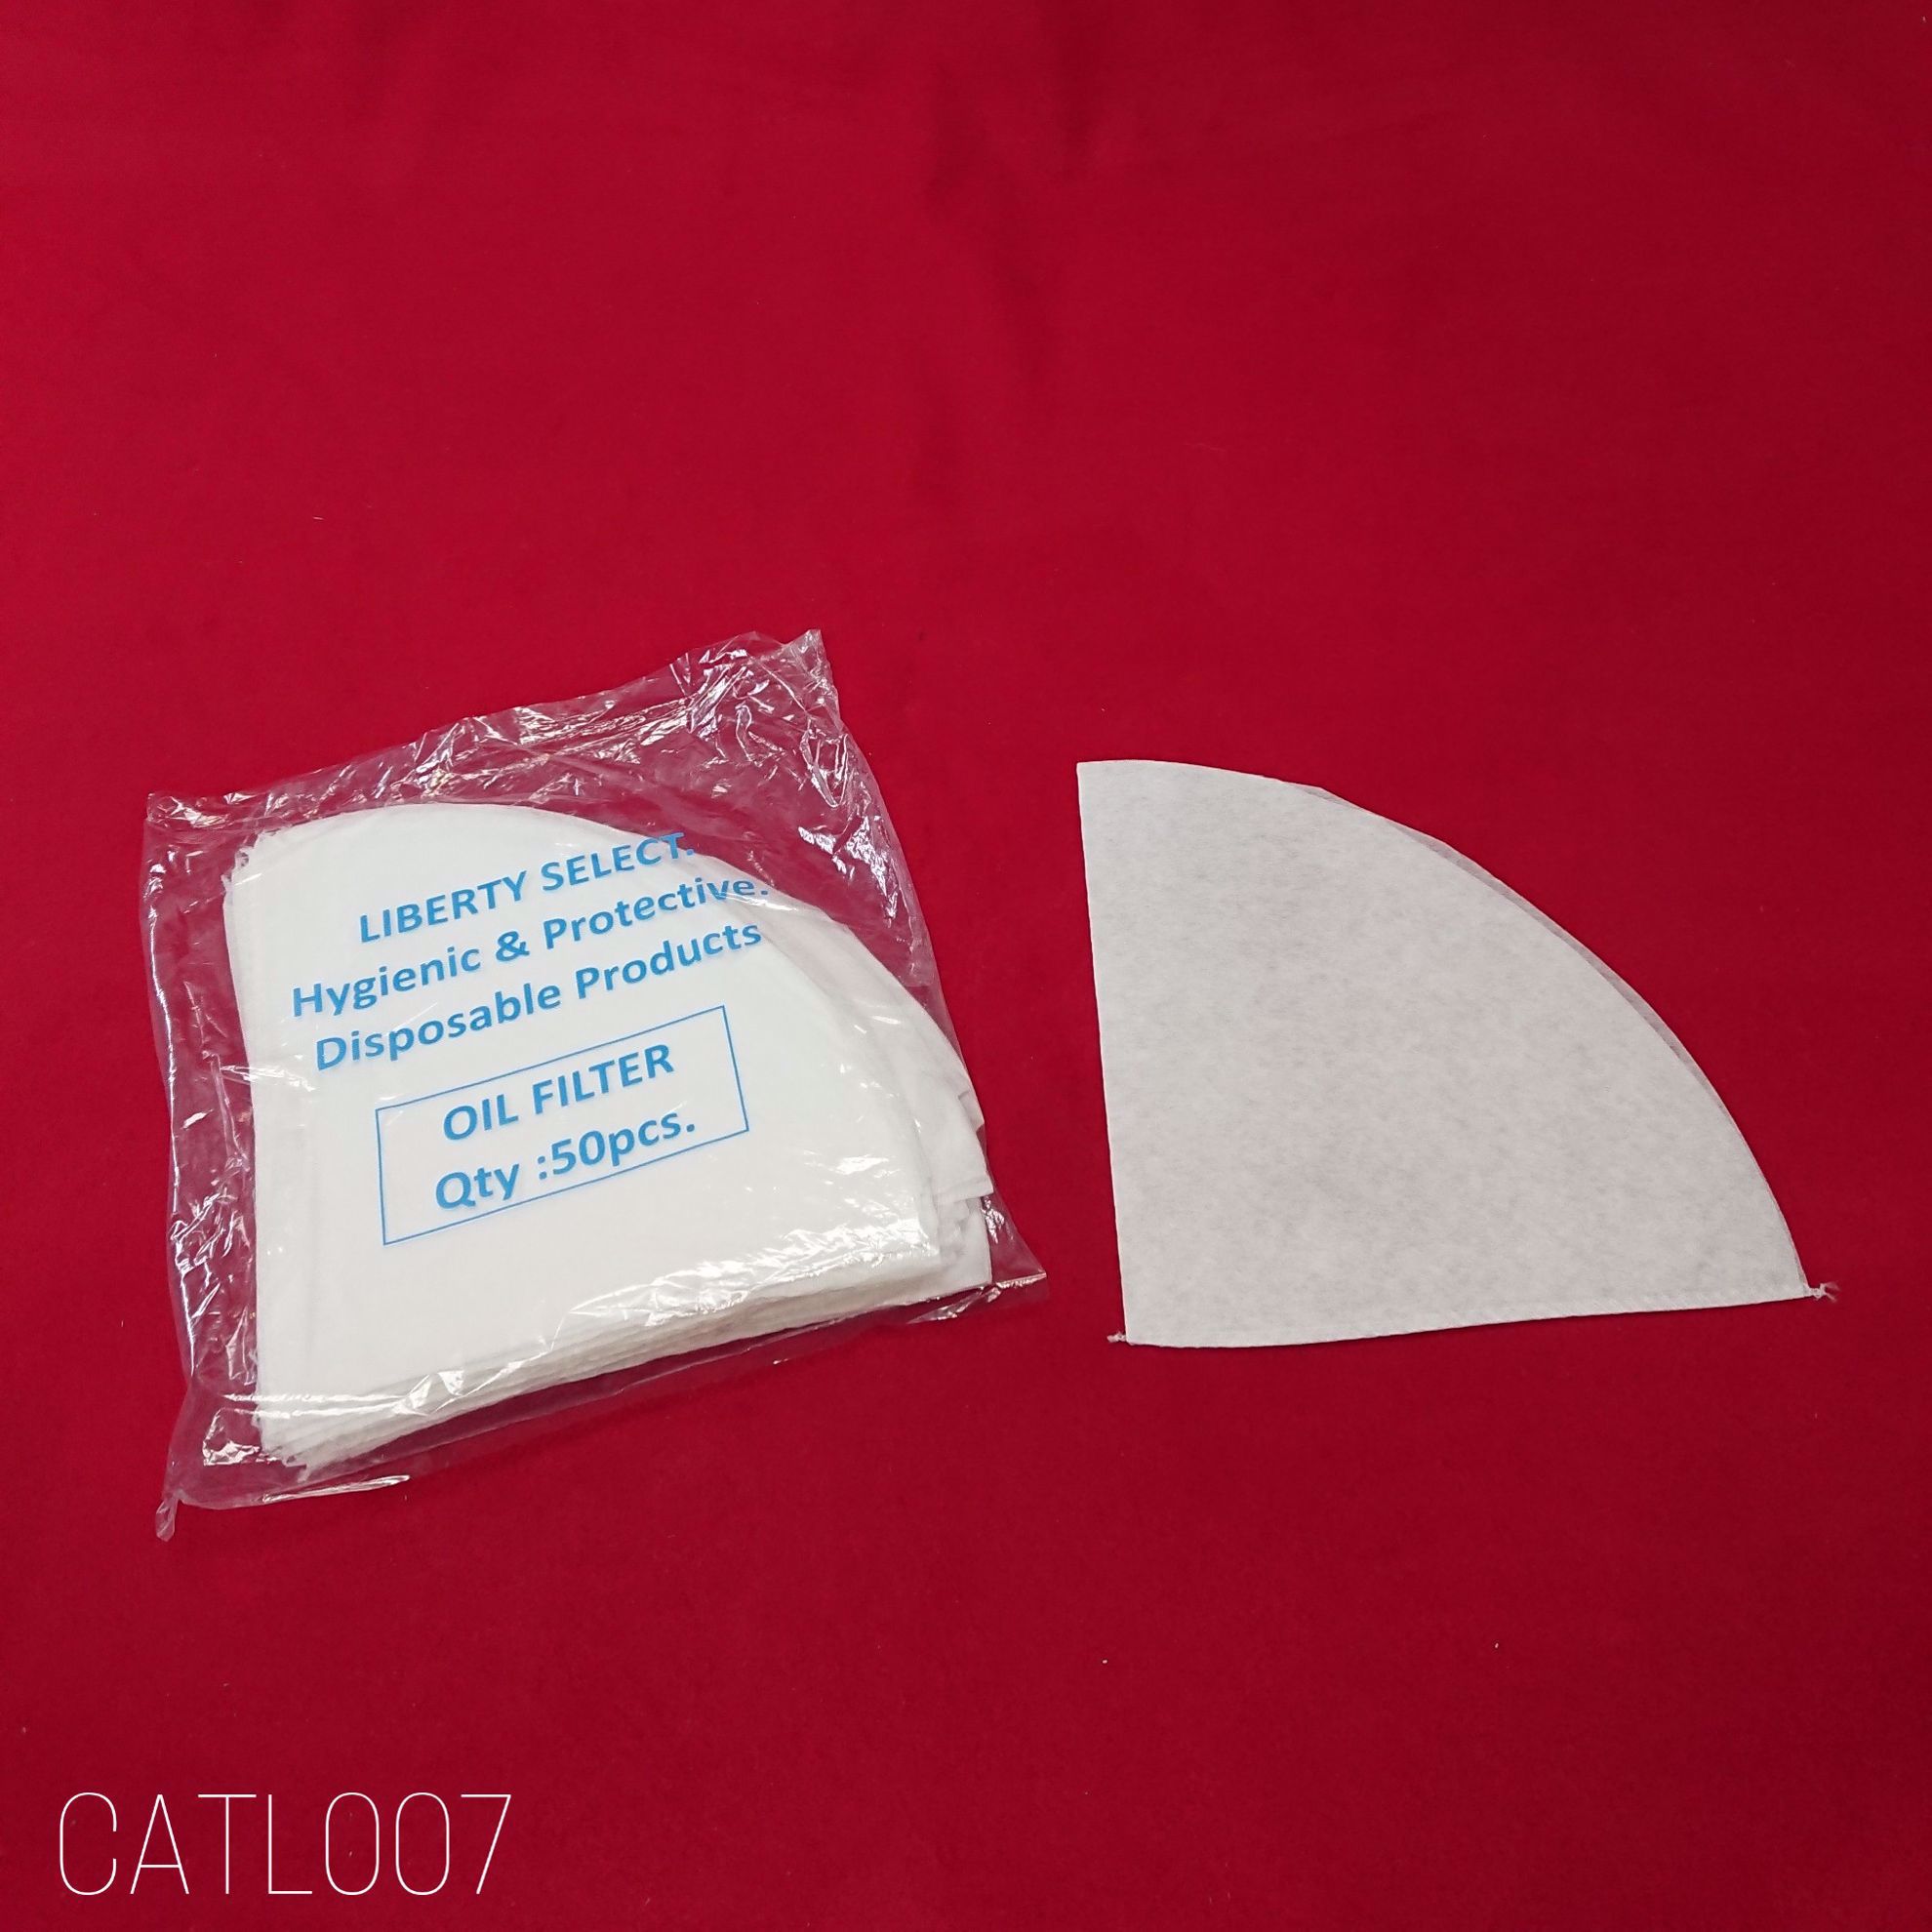 LIBERTY SELECT.
Hygienic & Protective.
Disposable Products
OIL FILTER
Qty :50pcs.
CATL007